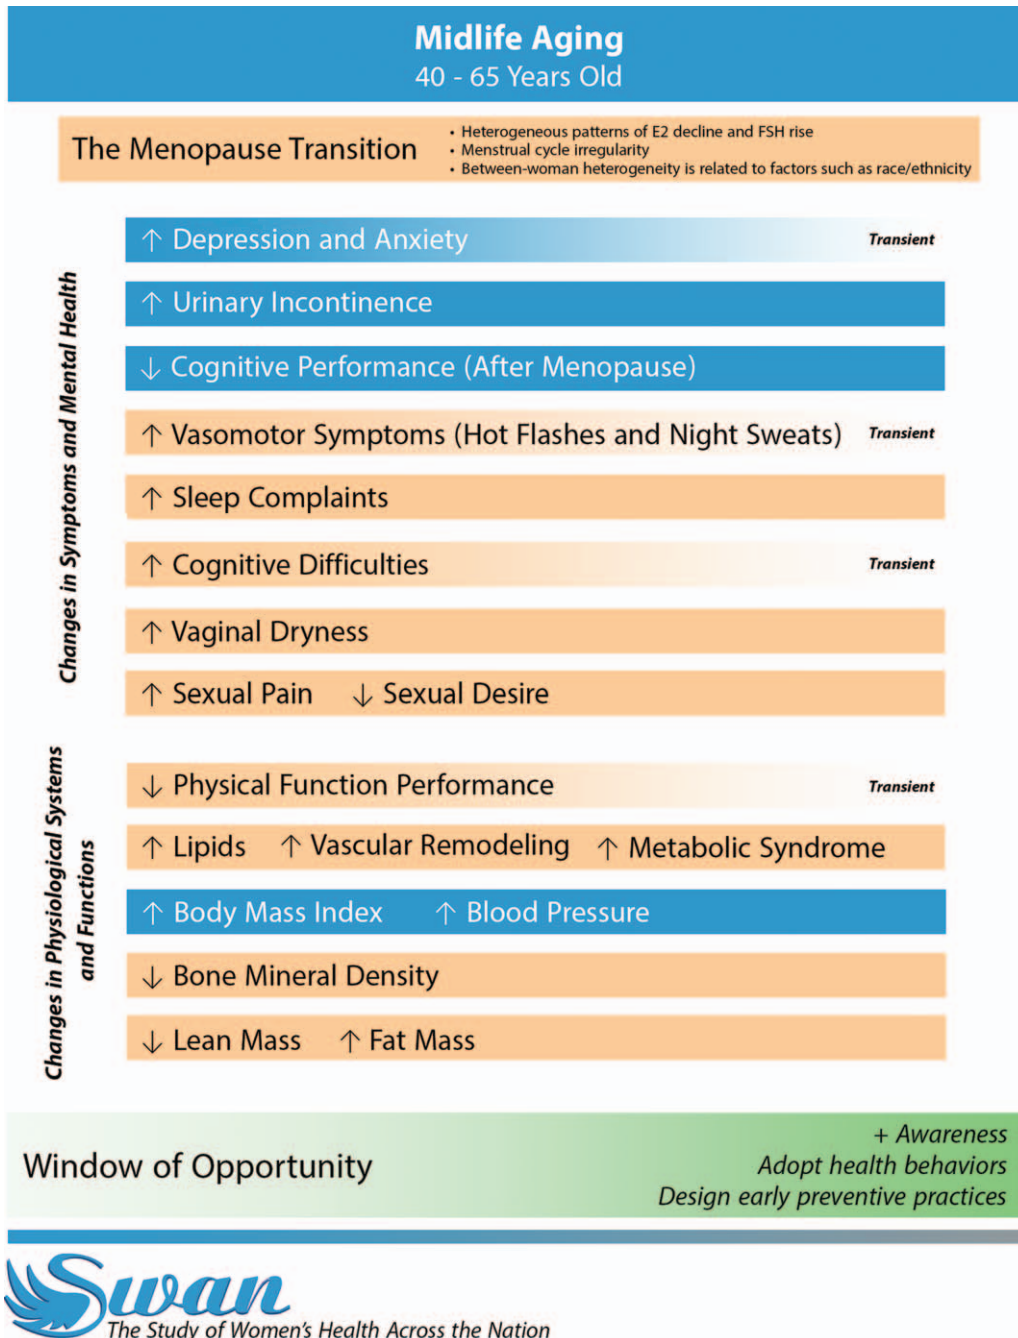 Midlife Aging
40 - 65 Years Old
The Menopause Transition
• Heterogeneous patterns of E2 decline and FSH rise
• Menstrual cycle irregularity
• Between-woman heterogeneity is related to factors such as race/ethnicity
Changes in Symptoms and Mental Health
↑ Depression and Anxiety Transient
↑ Urinary Incontinence
↓ Cognitive Performance (After Menopause)
↑ Vasomotor Symptoms (Hot Flashes and Night Sweats) Transient
↑ Sleep Complaints
↑ Cognitive Difficulties Transient
↑ Vaginal Dryness
↑ Sexual Pain ↓ Sexual Desire
Changes in Physiological Systems
and Functions
↓ Physical Function Performance Transient
↑ Lipids ↑ Vascular Remodeling ↑ Metabolic Syndrome
↑ Body Mass Index ↑ Blood Pressure
↓ Bone Mineral Density
↓ Lean Mass ↑ Fat Mass
Window of Opportunity
+ Awareness
Adopt health behaviors
Design early preventive practices
Swan
The Study of Women's Health Across the Nation